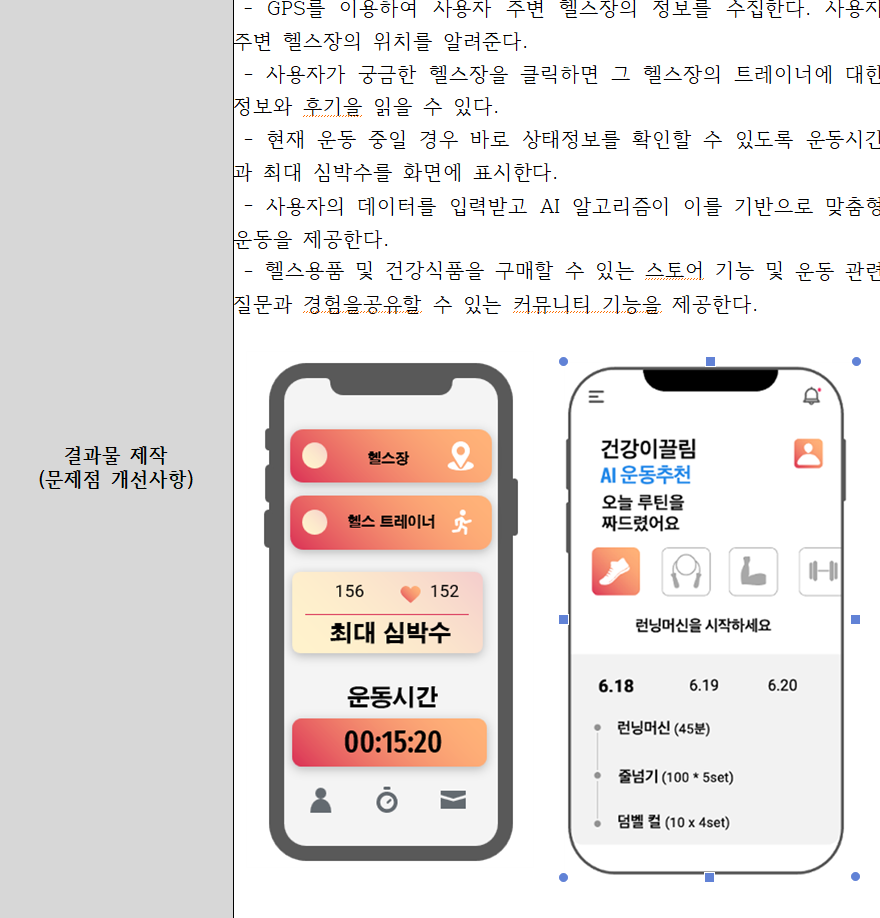 - GPS를 이용하여 사용자 주변 헬스장의 정보를 수집한다. 사용자
주변 헬스장의 위치를 알려준다.
- 사용자가 궁금한 헬스장을 클릭하면 그 헬스장의 트레이너에 대한
정보와 후기을 읽을 수 있다.
- 현재 운동 중일 경우 바로 상태정보를 확인할 수 있도록 운동시간
과 최대 심박수를 화면에 표시한다.
- 사용자의 데이터를 입력받고 AI 알고리즘이 이를 기반으로 맞춤형
운동을 제공한다.
- 헬스용품 및 건강식품을 구매할 수 있는 스토어 기능 및 운동 관련
질문과 경험을공유할 수 있는 커뮤니티 기능을 제공한다.
결과물 제작
(문제점 개선사항)
헬스장
헬스 트레이너
156 152
최대 심박수
운동시간
00:15:20
건강이끌림
AI 운동추천
오늘 루틴을
짜드렸어요
런닝머신을 시작하세요
6.18 6.19 6.20
런닝머신 (45분)
줄넘기 (100 * 5set)
덤벨 컬 (10 x 4set)